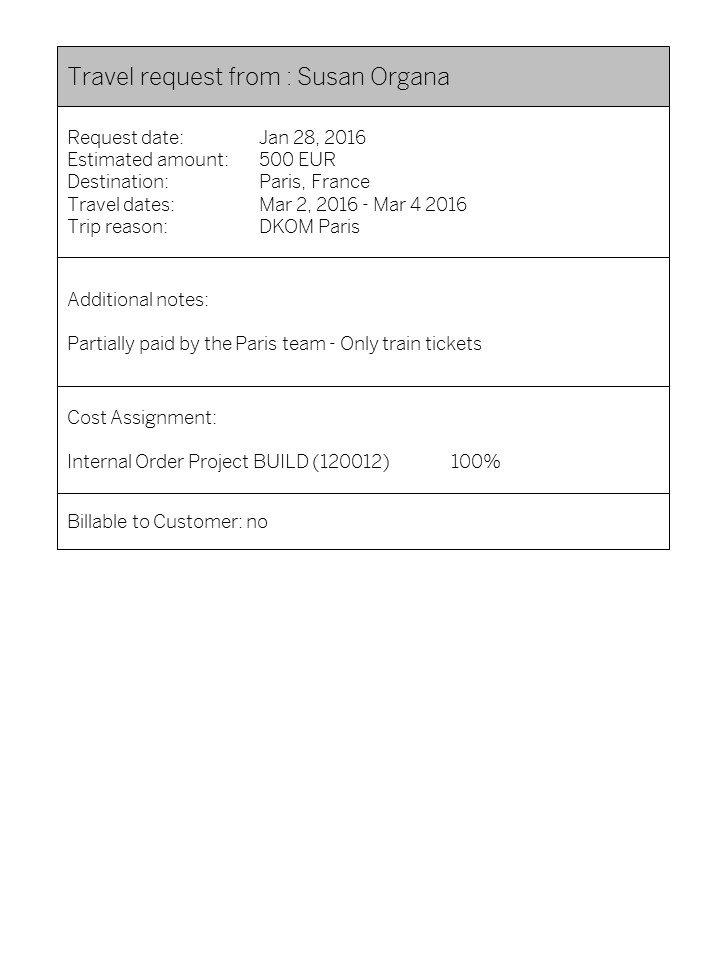 Travel request from : Susan Organa
Request date: Jan 28, 2016
Estimated amount: 500 EUR
Destination: Paris, France
Travel dates: Mar 2, 2016 - Mar 4 2016
Trip reason: DKOM Paris
Additional notes:
Partially paid by the Paris team - Only train tickets
Cost Assignment:
Internal Order Project BUILD (120012) 100%
Billable to Customer: no